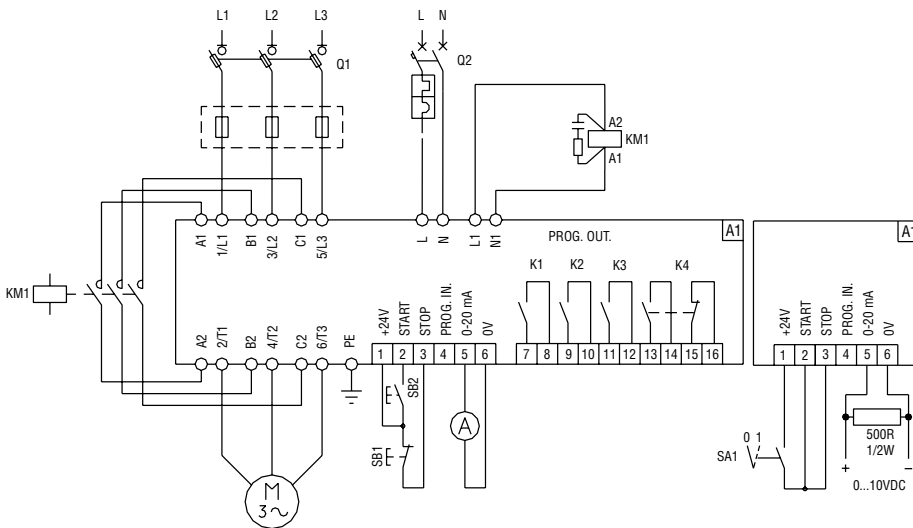 L1 L2 L3 L N
Q1 Q2
A2
KM1
A1
A1 1/L1 B1 3/L2 C1 5/L3 L N L1 N1
PROG. OUT. A1 A1
K1 K2 K3 K4
KM1
+24V START STOP PROG. IN. 0-20 mA 0V
+24V START STOP PROG. IN. 0-20 mA 0V
A2 2/T1 B2 4/T2 C2 6/T3 PE
1 2 3 4 5 6 7 8 9 10 11 12 13 14 15 16
1 2 3 4 5 6
SB2
SB1
A
500R
1/2W
0 1
SA1
+ −
0...10VDC
M
3~